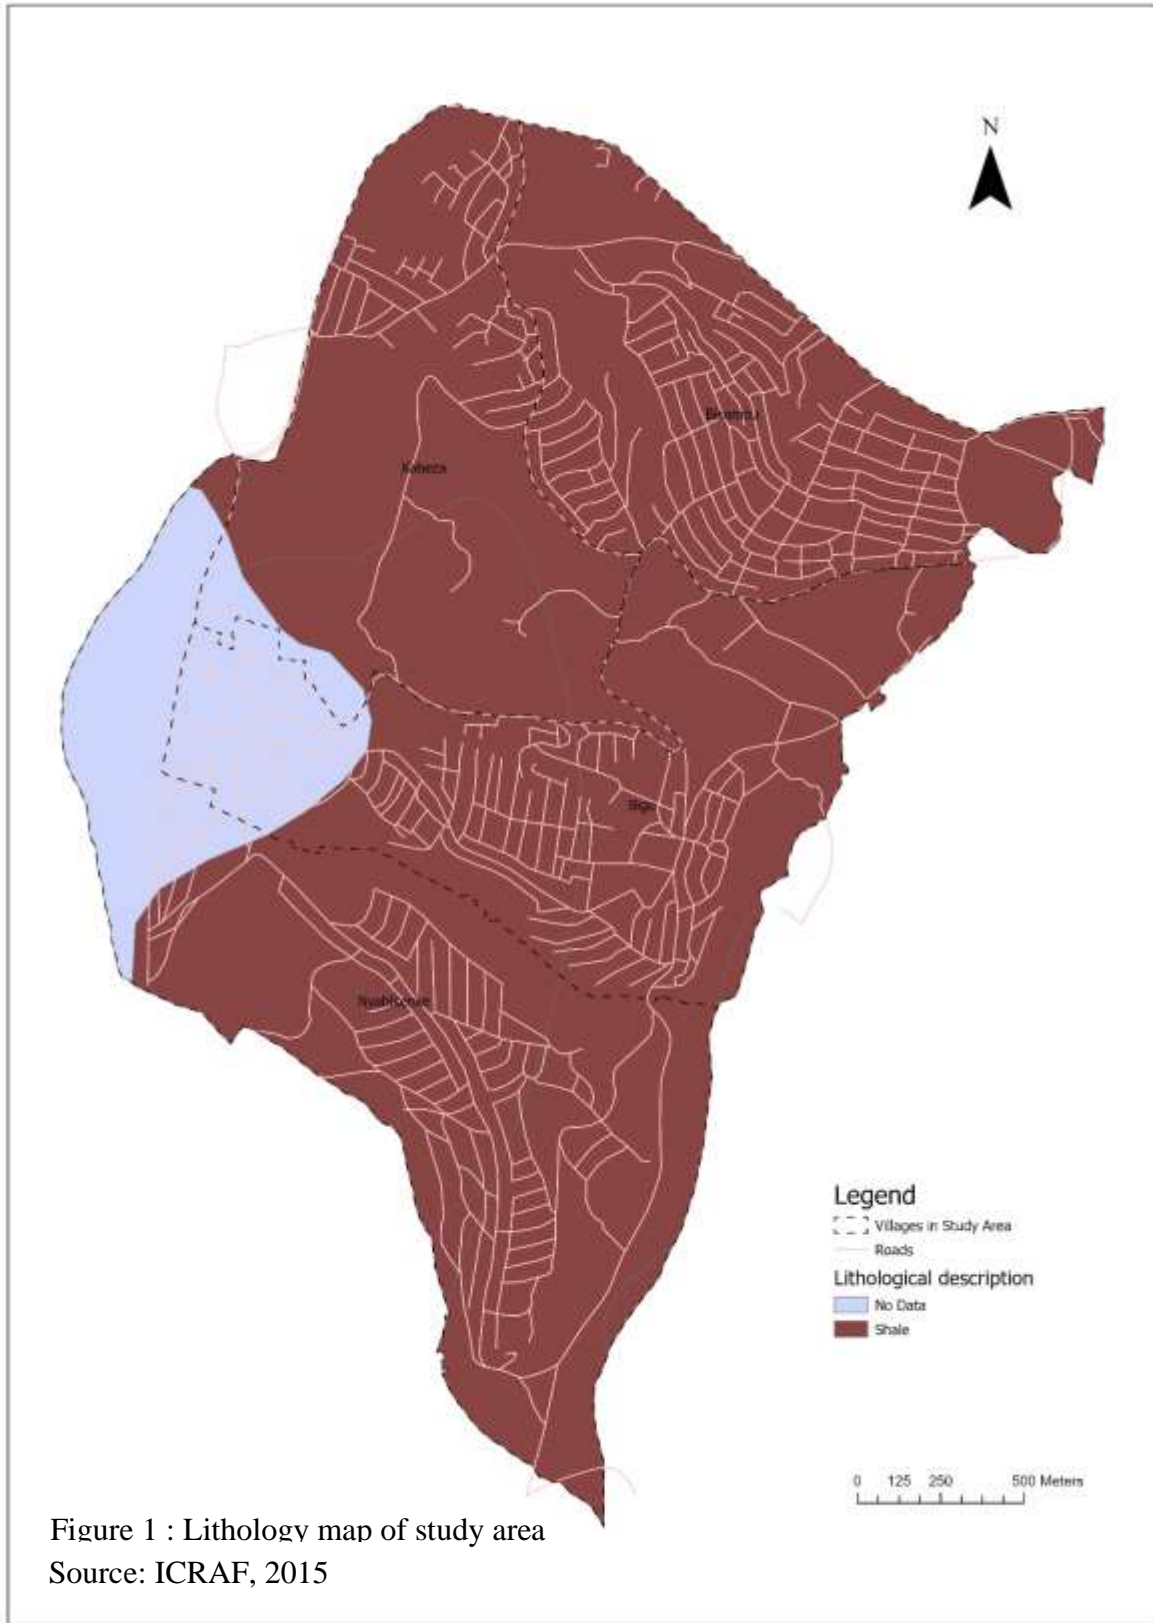 N
Kabeza
Nyabisenge
Legend
Villages in Study Area
Roads
Lithological description
No Data
Shale
0 125 250 500 Meters
Figure 1 : Lithology map of study area
Source: ICRAF, 2015